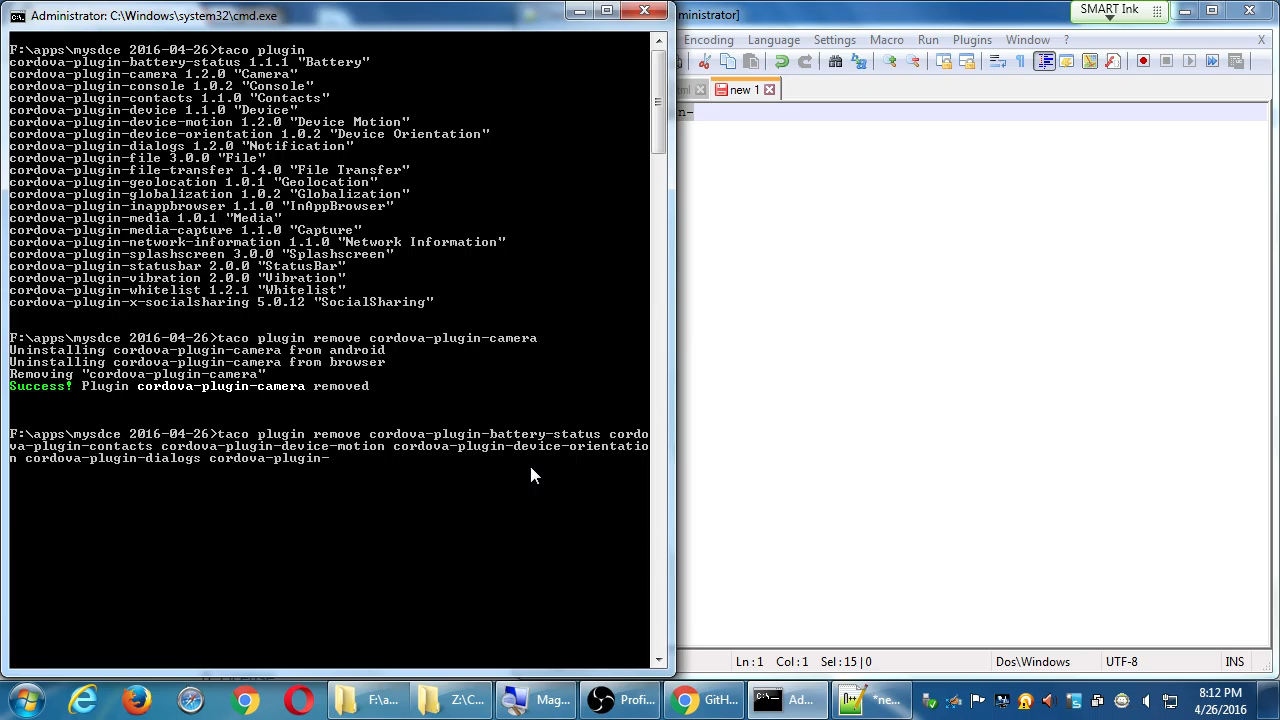 Administrator: C:\Windows\system32\cmd.exe
ministrator]
SMART Ink
Encoding Language Settings Macro Run Plugins Window ? X
new 1
n-
F:\apps\mysdce 2016-04-26>taco plugin
cordova-plugin-battery-status 1.1.1 "Battery"
cordova-plugin-camera 1.2.0 "Camera"
cordova-plugin-console 1.0.2 "Console"
cordova-plugin-contacts 1.1.0 "Contacts"
cordova-plugin-device 1.1.0 "Device"
cordova-plugin-device-motion 1.2.0 "Device Motion"
cordova-plugin-device-orientation 1.0.2 "Device Orientation"
cordova-plugin-dialogs 1.2.0 "Notification"
cordova-plugin-file 3.0.0 "File"
cordova-plugin-file-transfer 1.4.0 "File Transfer"
cordova-plugin-geolocation 1.0.1 "Geolocation"
cordova-plugin-globalization 1.0.2 "Globalization"
cordova-plugin-inappbrowser 1.1.0 "InAppBrowser"
cordova-plugin-media 1.0.1 "Media"
cordova-plugin-media-capture 1.1.0 "Capture"
cordova-plugin-network-information 1.1.0 "Network Information"
cordova-plugin-splashscreen 3.0.0 "Splashscreen"
cordova-plugin-statusbar 2.0.0 "StatusBar"
cordova-plugin-vibration 2.0.0 "Vibration"
cordova-plugin-whitelist 1.2.1 "Whitelist"
cordova-plugin-x-socialsharing 5.0.12 "SocialSharing"
F:\apps\mysdce 2016-04-26>taco plugin remove cordova-plugin-camera
Uninstalling cordova-plugin-camera from android
Uninstalling cordova-plugin-camera from browser
Removing "cordova-plugin-camera"
Success! Plugin cordova-plugin-camera removed
F:\apps\mysdce 2016-04-26>taco plugin remove cordova-plugin-battery-status cordo
va-plugin-contacts cordova-plugin-device-motion cordova-plugin-device-orientatio
n cordova-plugin-dialogs cordova-plugin-
Ln : 1 Col : 1 Sel : 15 | 0 Dos\Windows UTF-8 INS
F:\a... Z:\C... Mag... Profi... GitH... Ad... *ne...
8:12 PM
4/26/2016